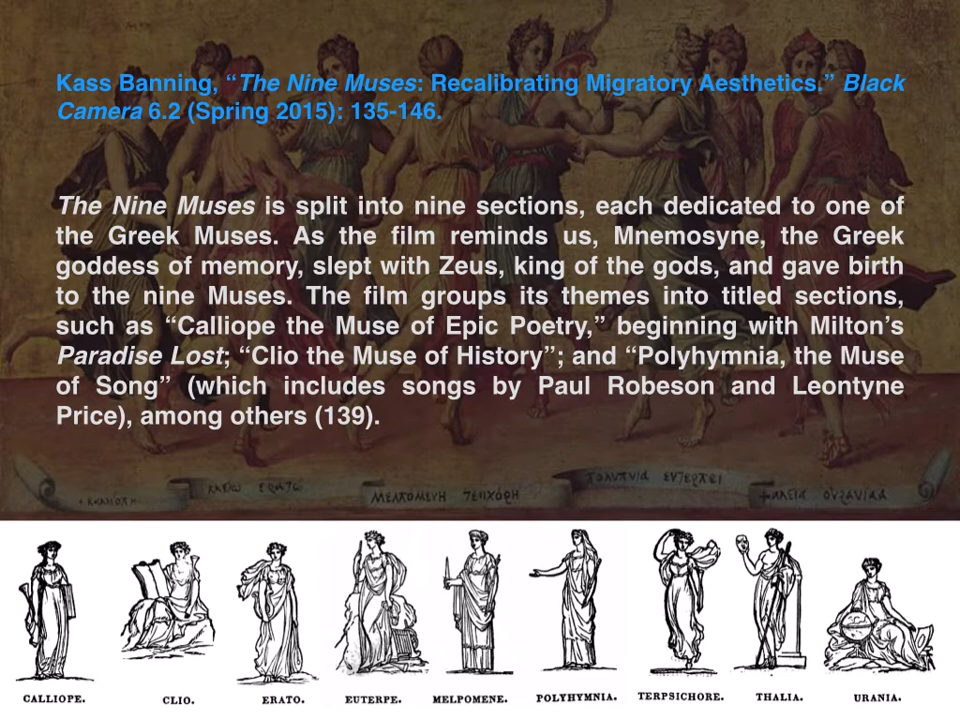 Kass Banning, “The Nine Muses: Recalibrating Migratory Aesthetics.” Black
Camera 6.2 (Spring 2015): 135-146.
The Nine Muses is split into nine sections, each dedicated to one of
the Greek Muses. As the film reminds us, Mnemosyne, the Greek
goddess of memory, slept with Zeus, king of the gods, and gave birth
to the nine Muses. The film groups its themes into titled sections,
such as “Calliope the Muse of Epic Poetry,” beginning with Milton’s
Paradise Lost; “Clio the Muse of History”; and “Polyhymnia, the Muse
of Song” (which includes songs by Paul Robeson and Leontyne
Price), among others (139).
CALLIOPE. CLIO. ERATO. EUTERPE. MELPOMENE. POLYHYMNIA. TERPSICHORE. THALIA. URANIA.